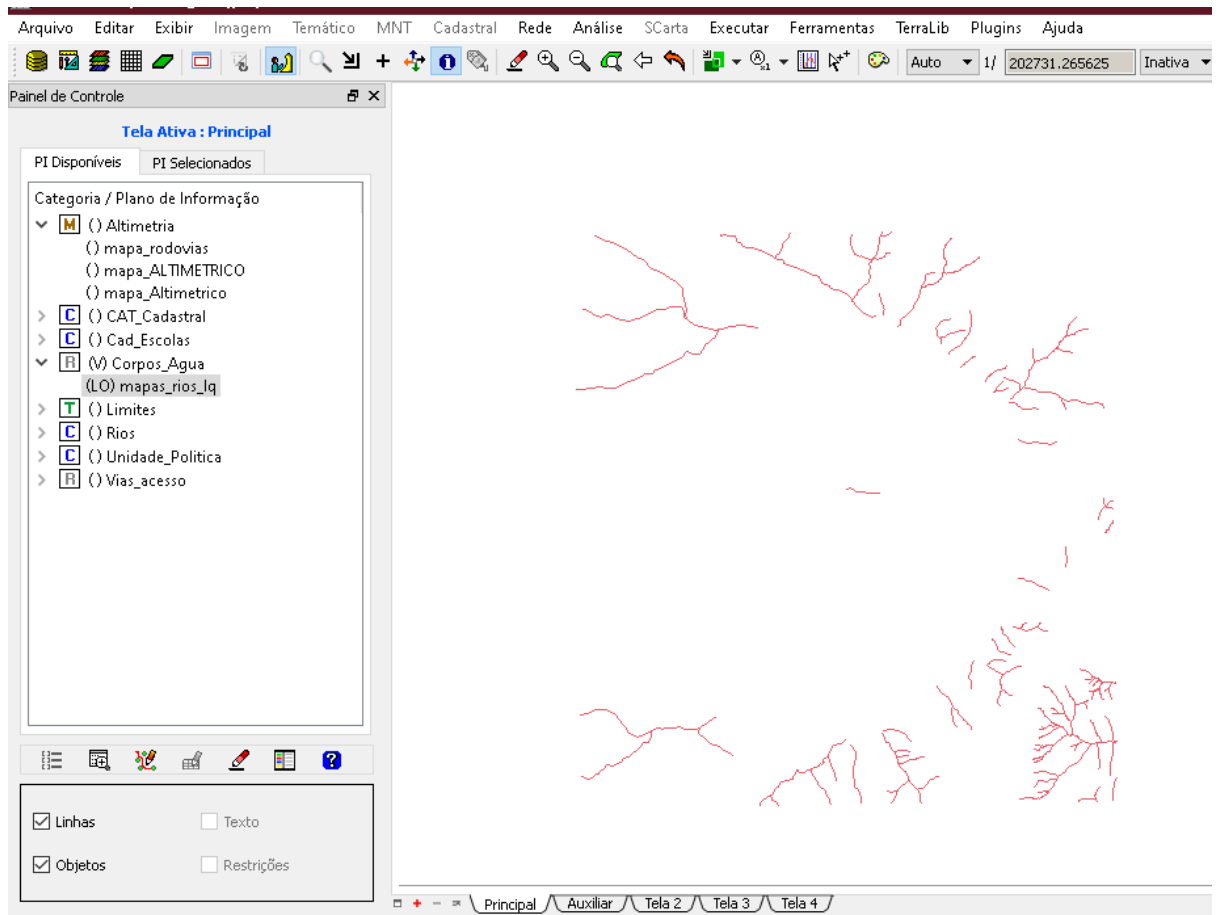 Arquivo Editar Exibir Imagem Temático MNT Cadastral Rede Análise SCarta Executar Ferramentas TerraLib Plugins Ajuda
Auto 1/ 202731.265625 Inativa
Painel de Controle
Tela Ativa : Principal
PI Disponíveis PI Selecionados
Categoria / Plano de Informação
M () Altimetria
() mapa_rodovias
() mapa_ALTIMETRICO
() mapa_Altimetrico
C () CAT_Cadastral
C () Cad_Escolas
R (V) Corpos_Agua
(LO) mapas_rios_lq
T () Limites
C () Rios
C () Unidade_Politica
R () Vias_acesso
Linhas Texto
Objetos Restrições
Principal Auxiliar Tela 2 Tela 3 Tela 4